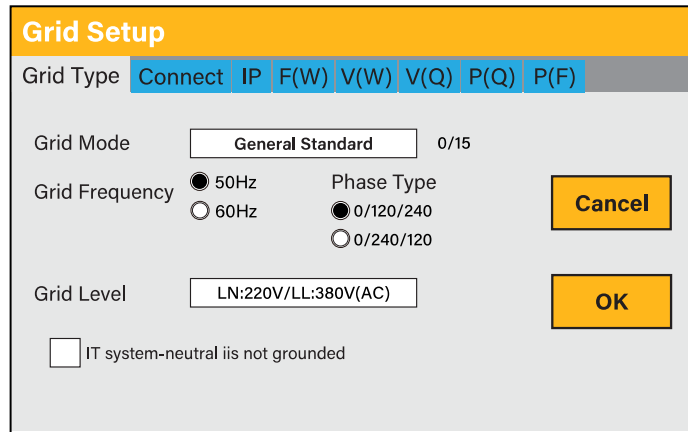 Grid Setup
Grid Type Connect IP F(W) V(W) V(Q) P(Q) P(F)
Grid Mode General Standard 0/15
Grid Frequency 50Hz Phase Type
60Hz 0/120/240 Cancel
0/240/120
Grid Level LN:220V/LL:380V(AC) OK
IT system-neutral iis not grounded